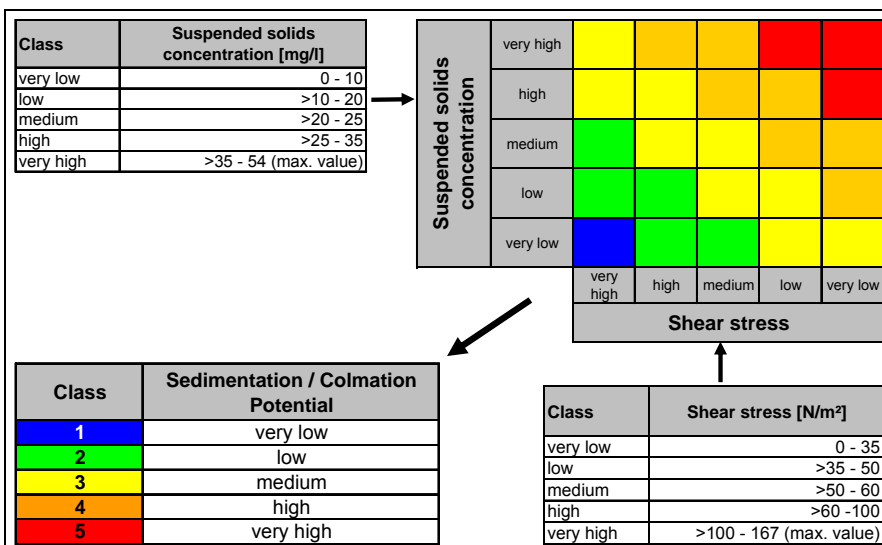 Class Suspended solids
concentration [mg/l]
very low 0 - 10
low >10 - 20
medium >20 - 25
high >25 - 35
very high >35 - 54 (max. value)
Suspended solids
concentration
very high
high
medium
low
very low
very
high
high
medium
low
very low
Shear stress
Class Sedimentation / Colmation
Potential
1 very low
2 low
3 medium
4 high
5 very high
Class Shear stress [N/m²]
very low 0 - 35
low >35 - 50
medium >50 - 60
high >60 -100
very high >100 - 167 (max. value)